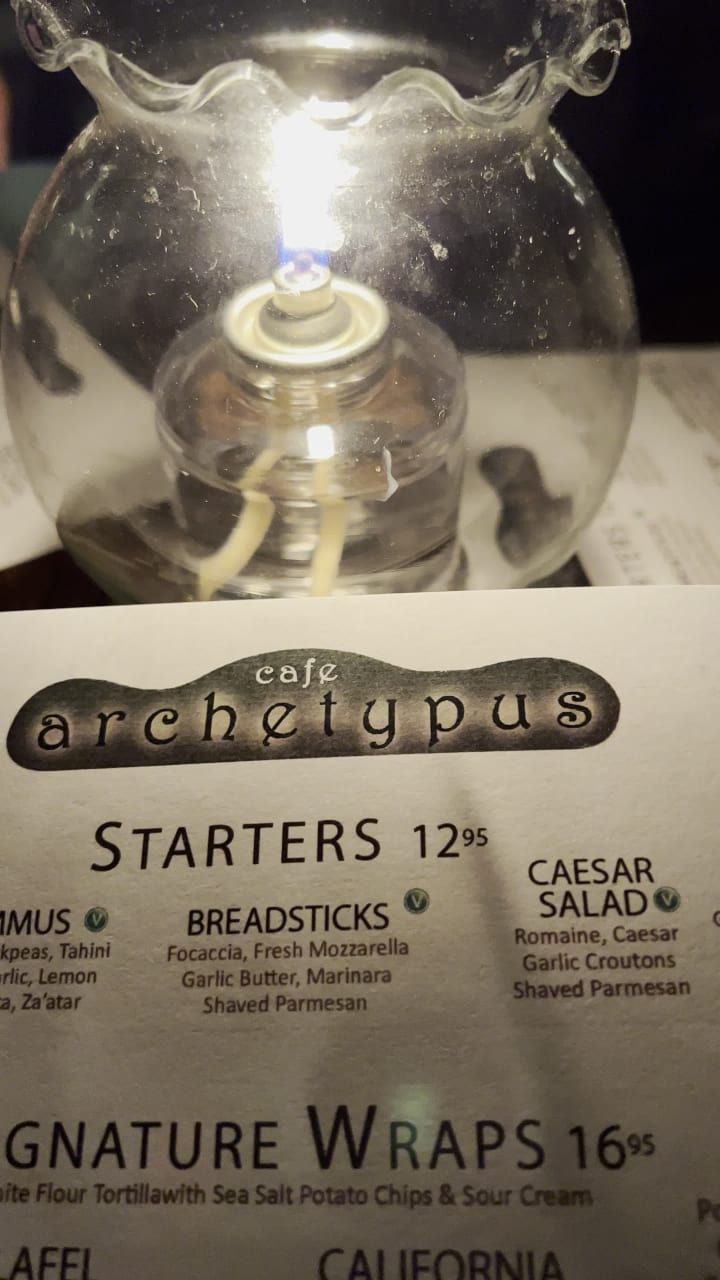 cafe
archetypus
STARTERS 12⁹⁵
MMUS V
BREADSTICKS V
CAESAR
SALAD V
kpeas, Tahini
rlic, Lemon
a, Za'atar
Focaccia, Fresh Mozzarella
Garlic Butter, Marinara
Shaved Parmesan
Romaine, Caesar
Garlic Croutons
Shaved Parmesan
GNATURE WRAPS 16⁹⁵
ite Flour Tortillawith Sea Salt Potato Chips & Sour Cream
AFEL
CALIFORNIA